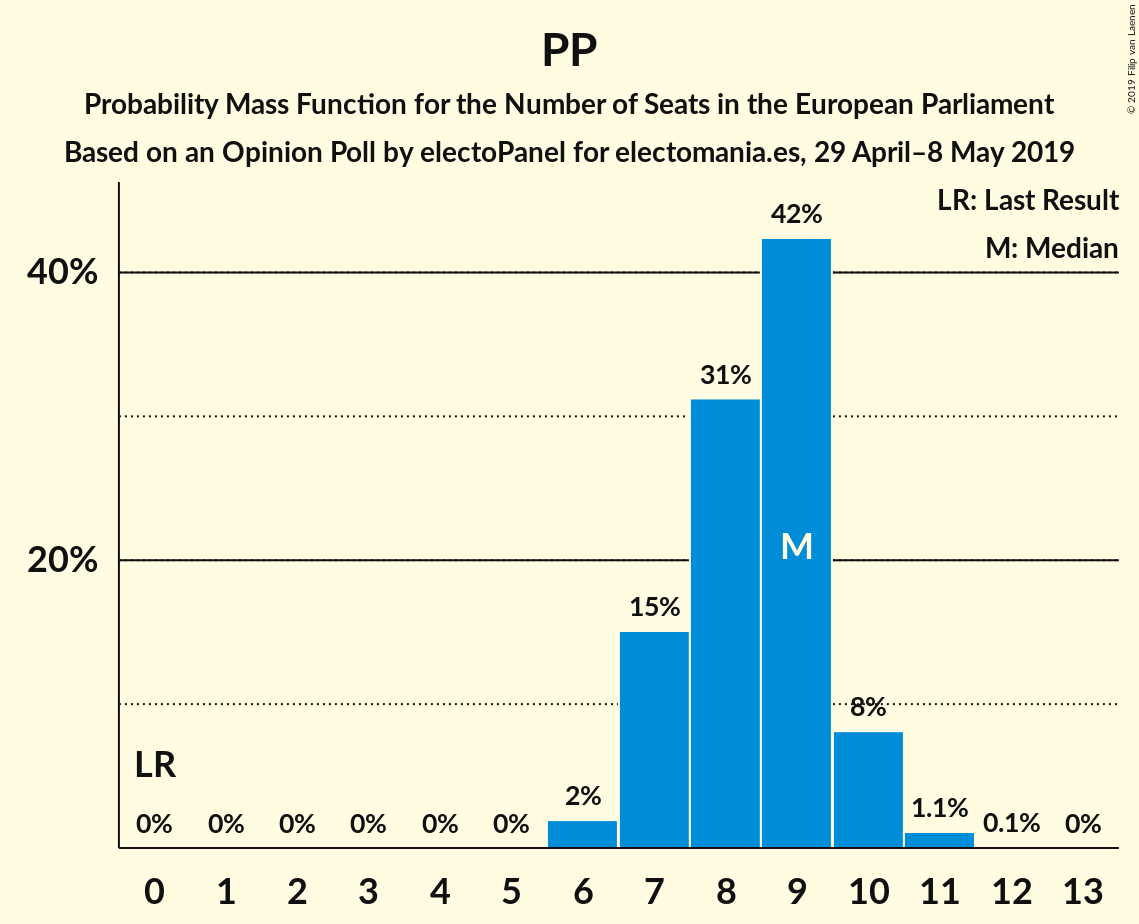 PP
Probability Mass Function for the Number of Seats in the European Parliament
Based on an Opinion Poll by electoPanel for electomania.es, 29 April–8 May 2019
© 2019 Filip van Laenen
LR: Last Result
M: Median
40%
20%
LR
0% 0% 0% 0% 0% 0% 2% 15% 31% 42% 8% 1.1% 0.1% 0%
M
0 1 2 3 4 5 6 7 8 9 10 11 12 13